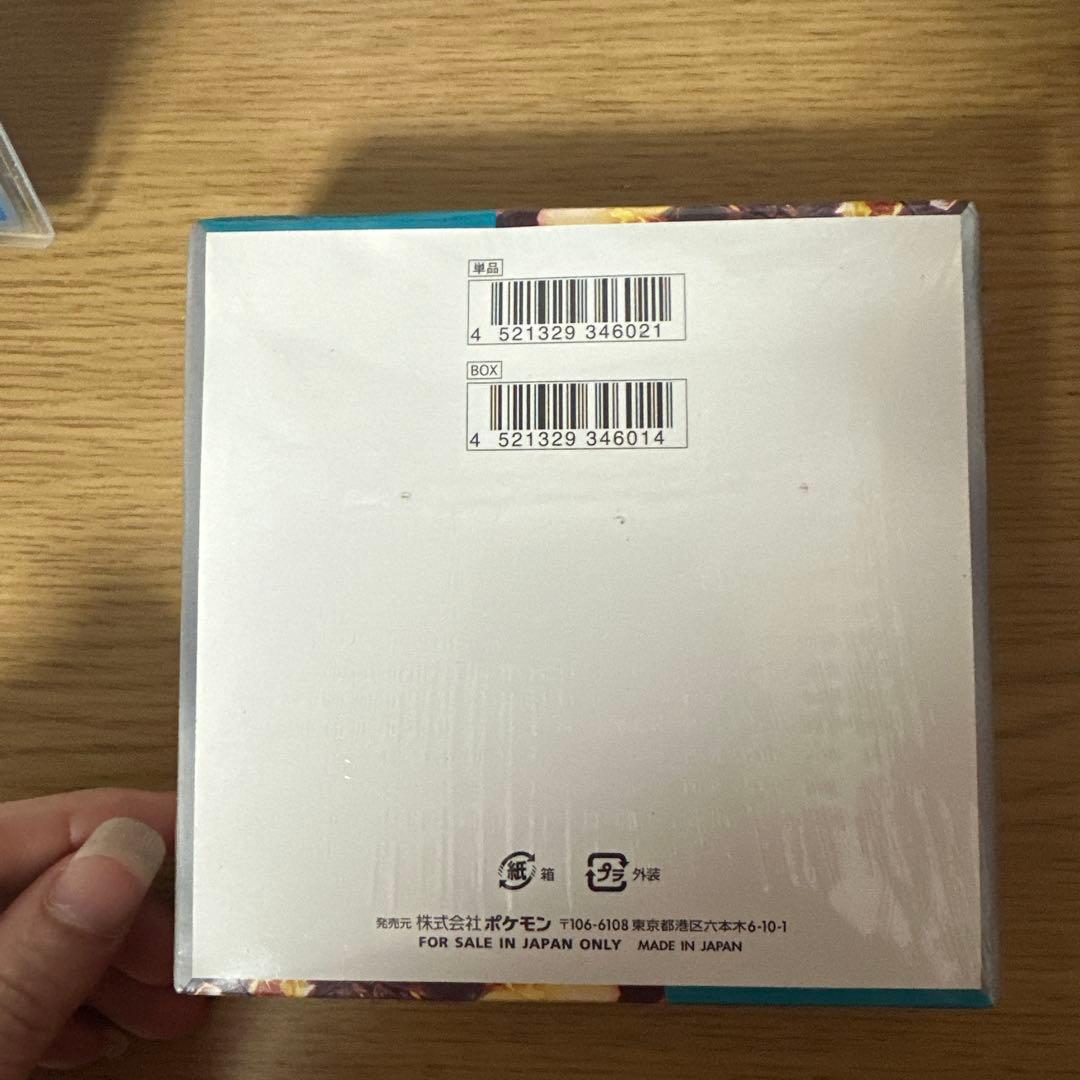 単品
4 521329 346021
BOX
4 521329 346014
紙 箱 プラ 外装
発売元 株式会社 ポケモン 〒106-6108 東京都港区六本木6-10-1
FOR SALE IN JAPAN ONLY MADE IN JAPAN